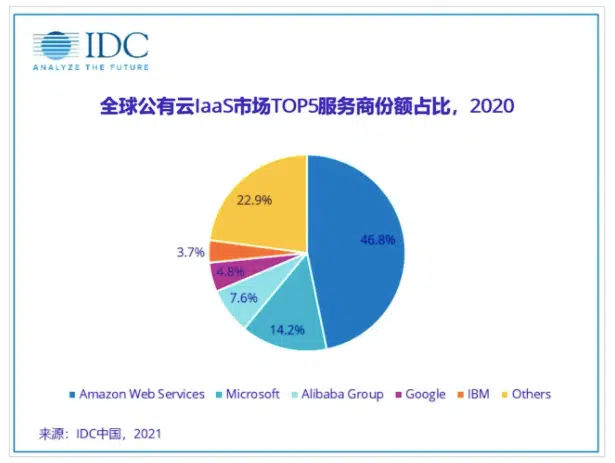 IDC
ANALYZE THE FUTURE
全球公有云IaaS市场TOP5服务商份额占比，2020
22.9%
46.8%
3.7%
4.8%
7.6%
14.2%
Amazon Web Services Microsoft Alibaba Group Google IBM Others
来源：IDC中国，2021